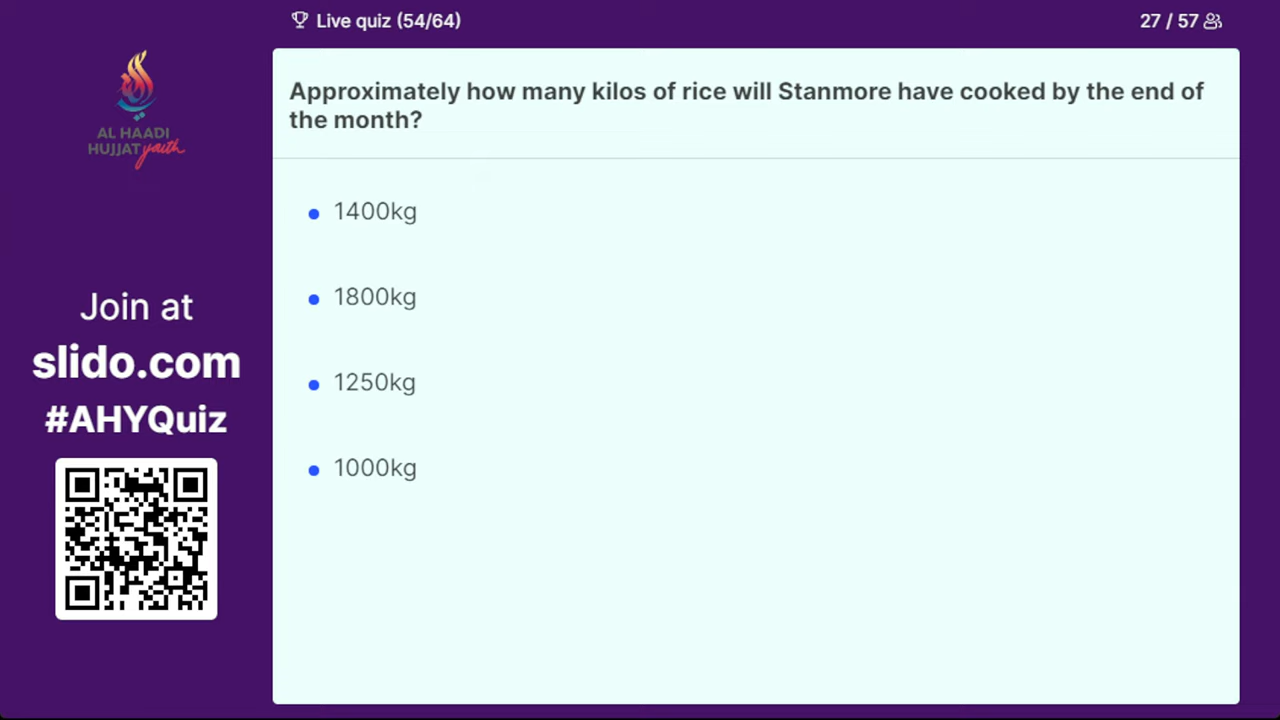 Live quiz (54/64)
27 / 57
AL HAADI
HUJJAT youth
Approximately how many kilos of rice will Stanmore have cooked by the end of
the month?
1400kg
1800kg
1250kg
1000kg
Join at
slido.com
#AHYQuiz